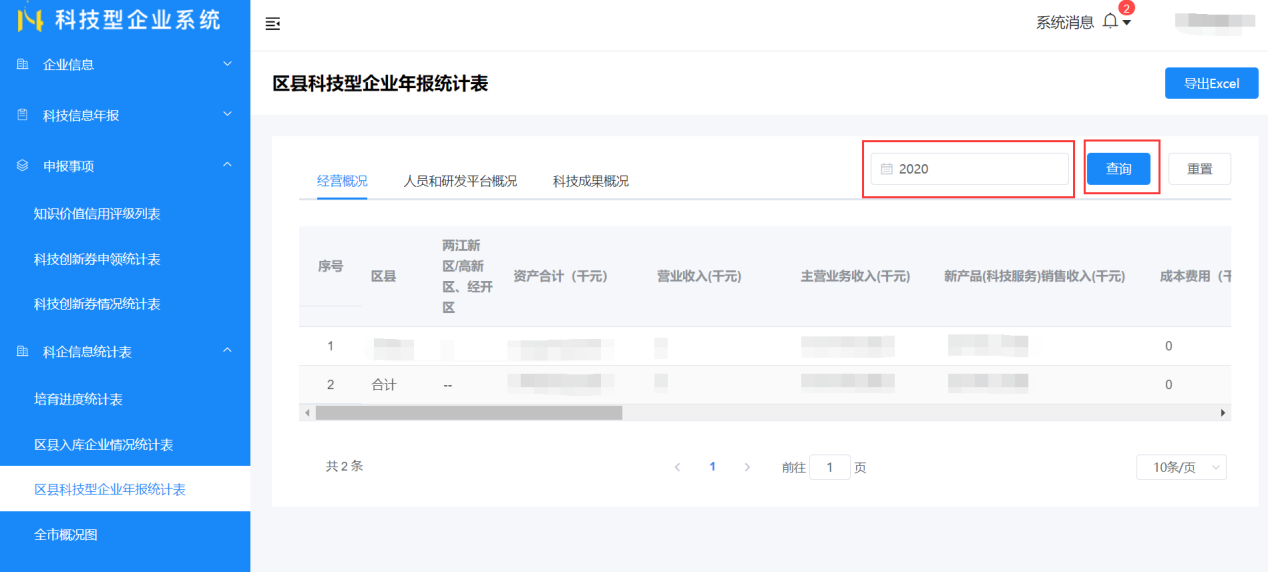 科技型企业系统
企业信息
科技信息年报
申报事项
知识价值信用评级列表
科技创新券申领统计表
科技创新券情况统计表
科企信息统计表
培育进度统计表
区县入库企业情况统计表
区县科技型企业年报统计表
全市概况图
系统消息 2
区县科技型企业年报统计表
导出Excel
经营概况 人员和研发平台概况 科技成果概况
2020 查询 重置
序号 区县 两江新区/高新区、经开区 资产合计（千元） 营业收入(千元) 主营业务收入(千元) 新产品(科技服务)销售收入(千元) 成本费用（千
1 0
2 合计 -- 0
共 2 条 1 前往 1 页 10条/页